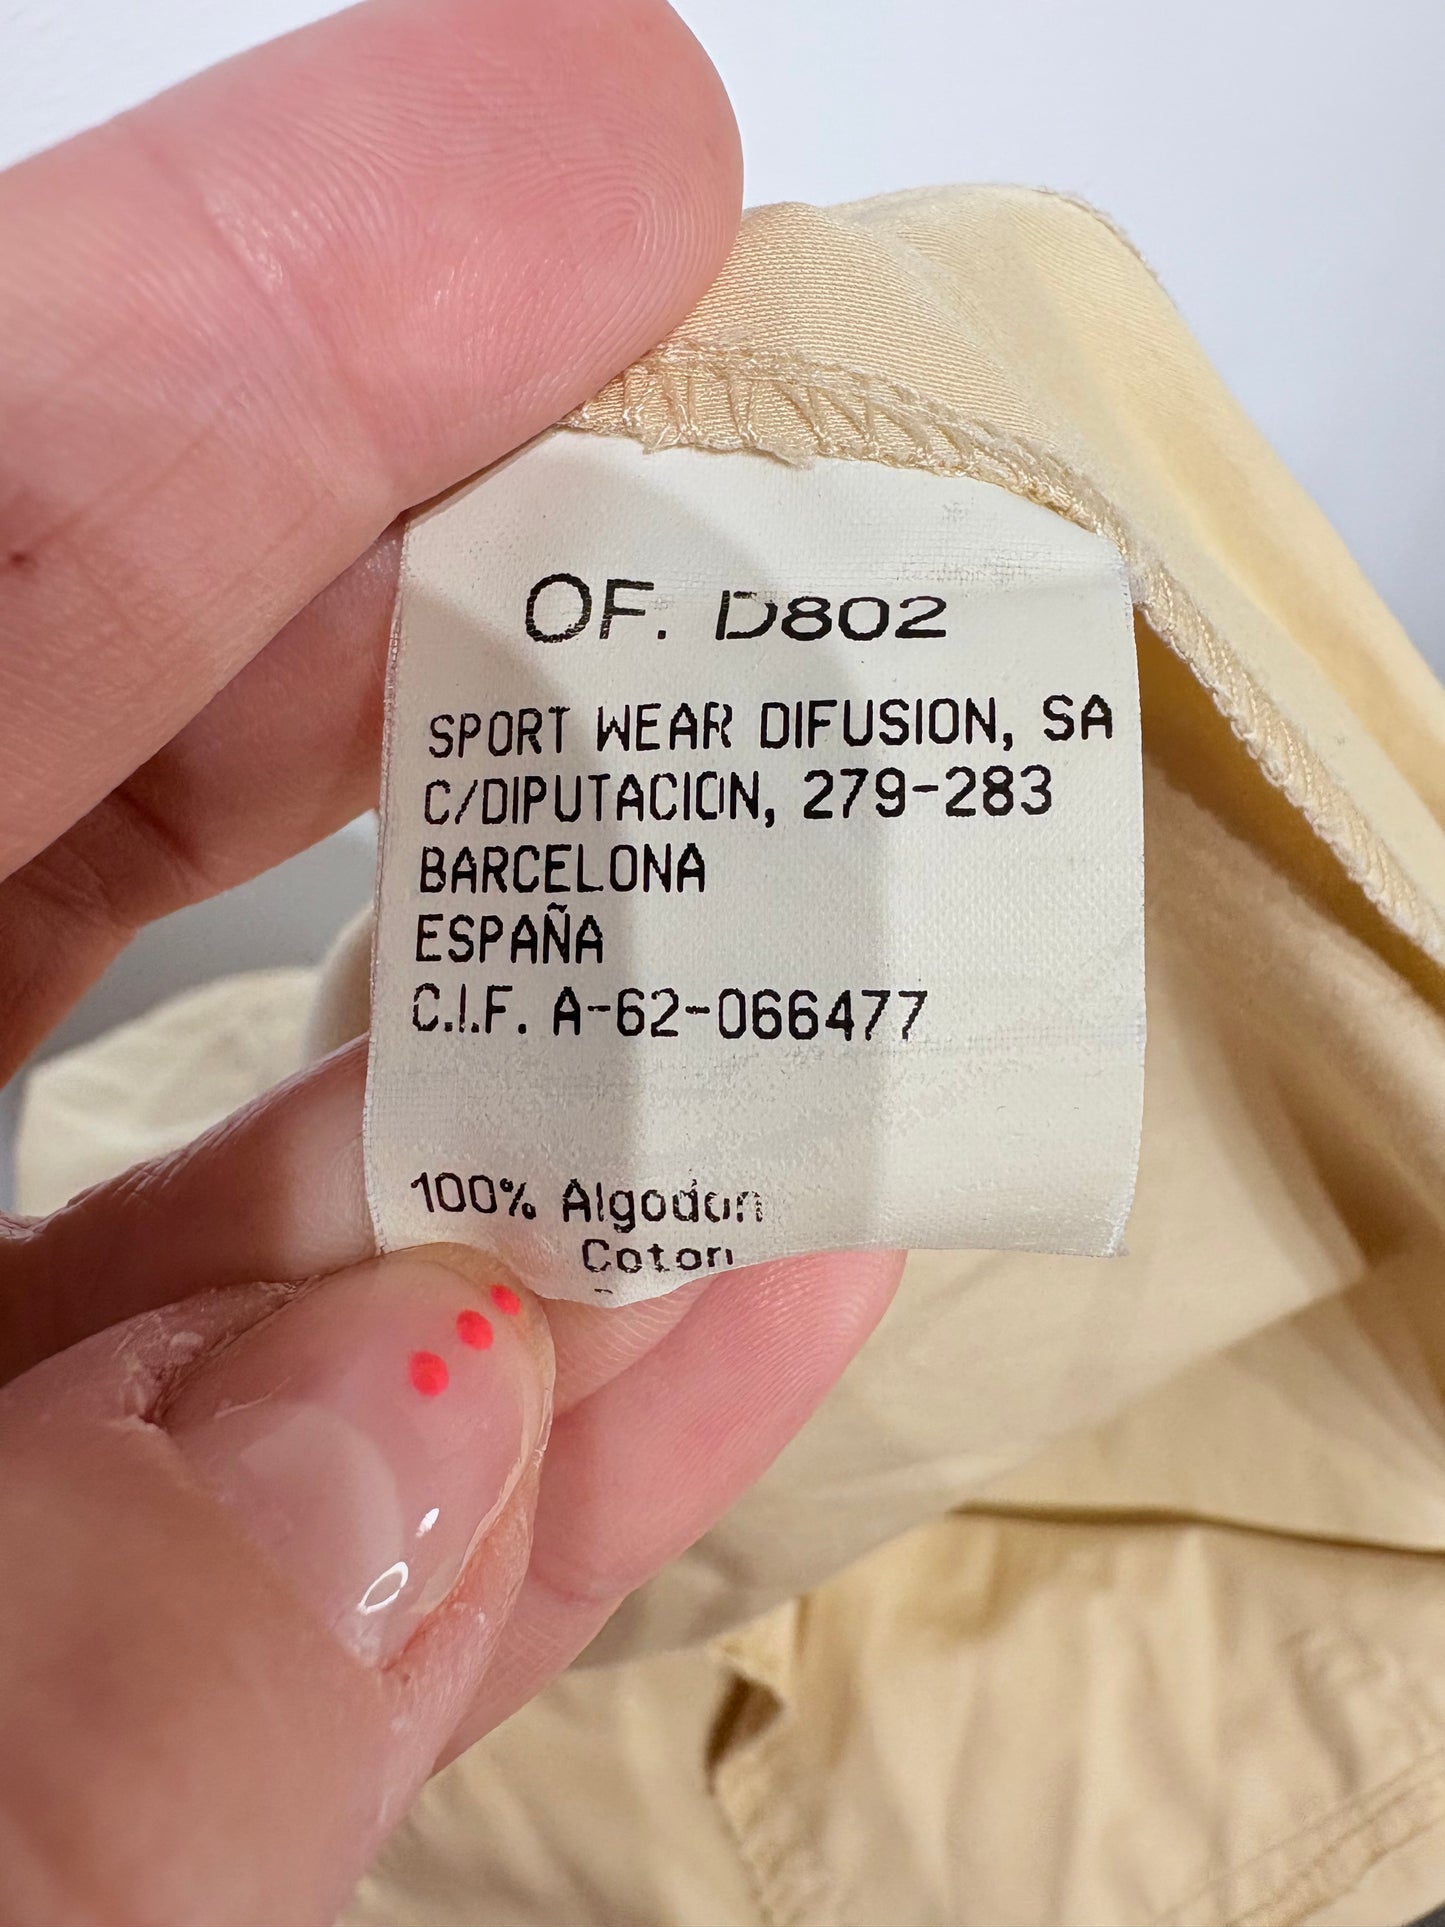 OF. D802
SPORT WEAR DIFUSION, SA
C/DIPUTACION, 279-283
BARCELONA
ESPAÑA
C.I.F. A-62-066477
100% Algodon
Coton